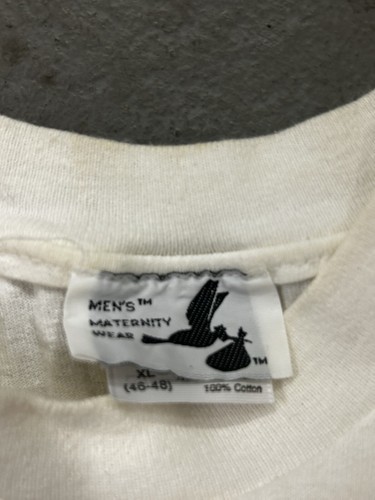 MEN'S™
MATERNITY
WEAR
TM
XL
(46-48)
100% Cotton